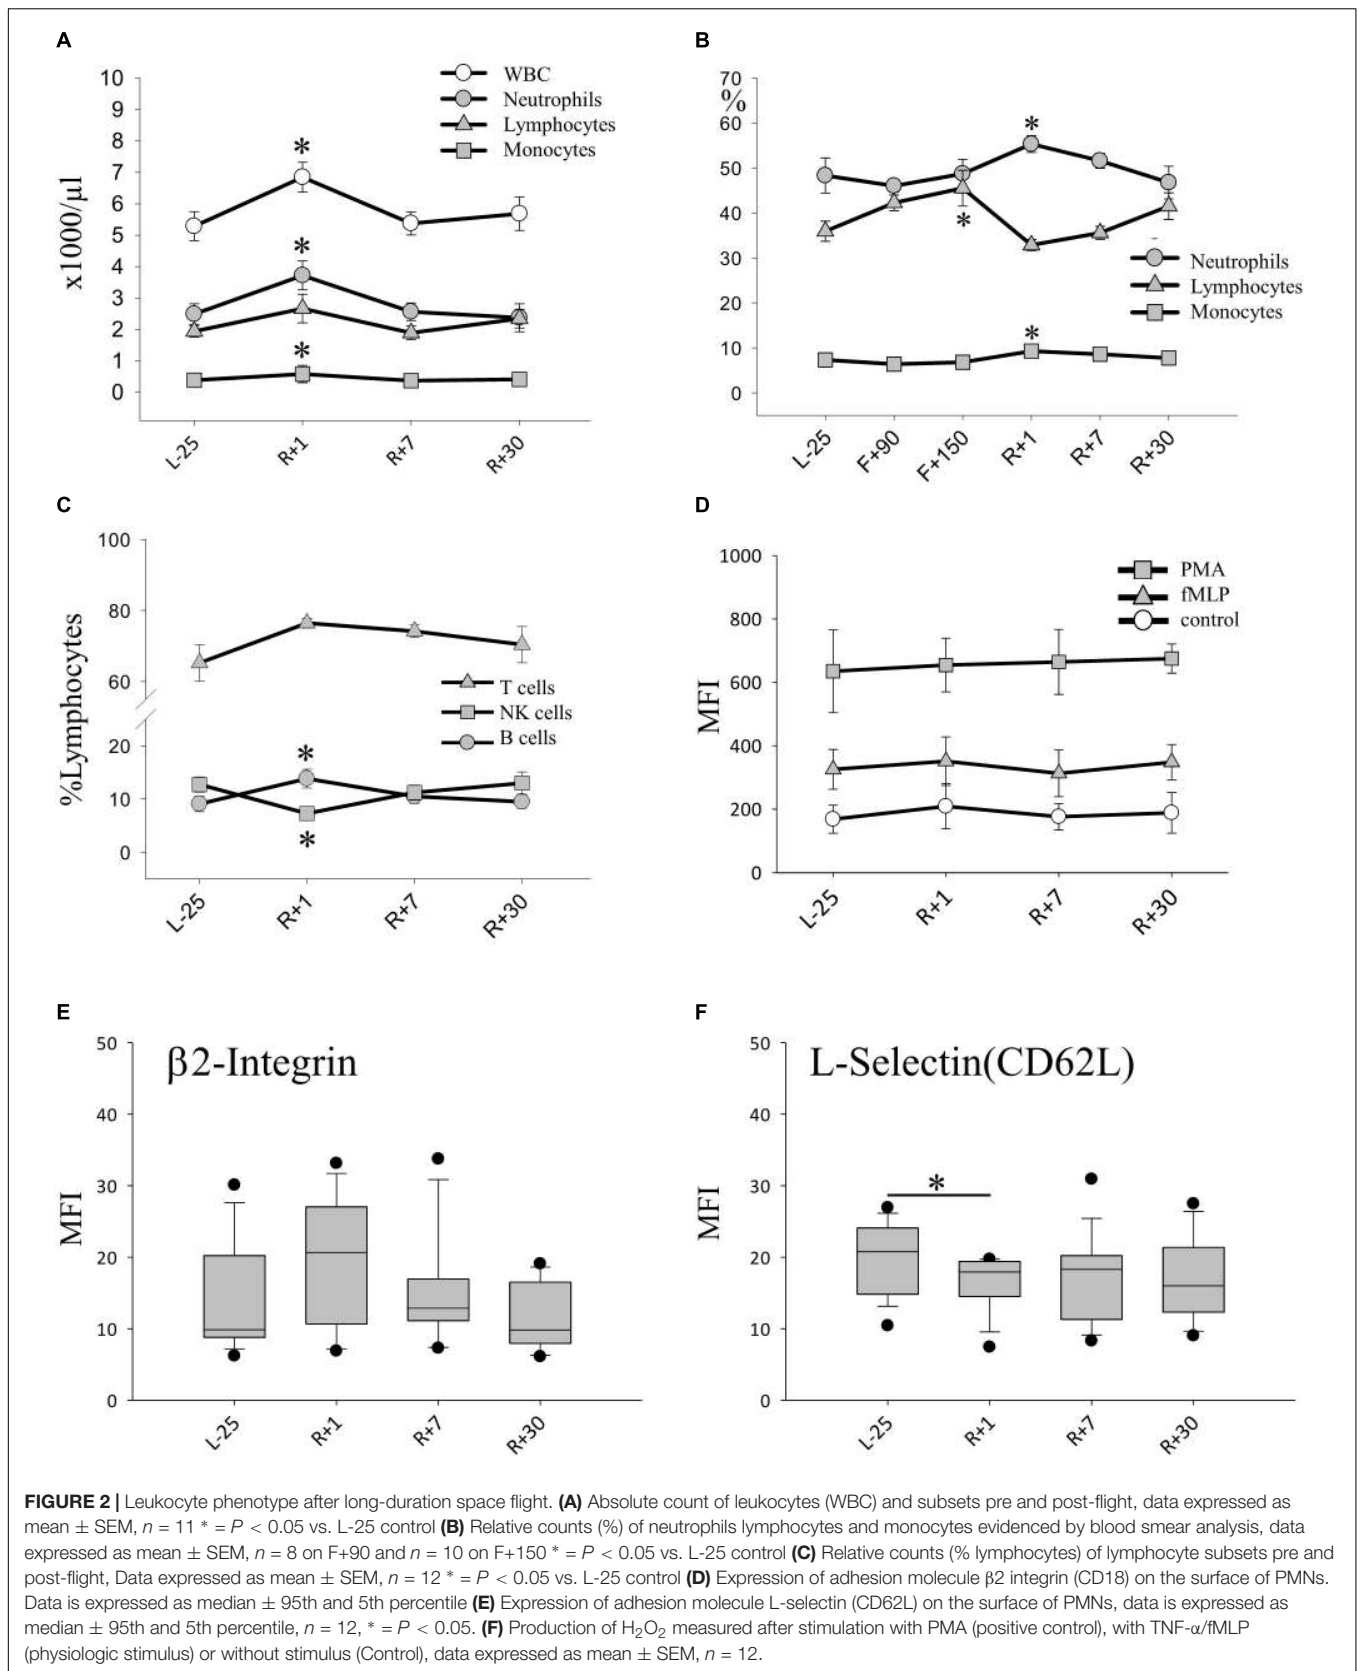 A
10
9
8
7
6
5
4
3
2
1
0
x1000/µl
WBC
Neutrophils
Lymphocytes
Monocytes
*
*
*
L-25
R+1
R+7
R+30
B
70
%
60
50
40
30
20
10
0
*
*
*
Neutrophils
Lymphocytes
Monocytes
L-25
F+90
F+150
R+1
R+7
R+30
C
100
80
60
20
10
0
%Lymphocytes
T cells
NK cells
B cells
*
*
L-25
R+1
R+7
R+30
D
1000
800
600
400
200
0
MFI
PMA
fMLP
control
L-25
R+1
R+7
R+30
E
β2-Integrin
50
40
30
20
10
0
MFI
L-25
R+1
R+7
R+30
F
L-Selectin(CD62L)
50
40
30
20
10
0
MFI
*
L-25
R+1
R+7
R+30
FIGURE 2 | Leukocyte phenotype after long-duration space flight. (A) Absolute count of leukocytes (WBC) and subsets pre and post-flight, data expressed as
mean ± SEM, n = 11 * = P < 0.05 vs. L-25 control (B) Relative counts (%) of neutrophils lymphocytes and monocytes evidenced by blood smear analysis, data
expressed as mean ± SEM, n = 8 on F+90 and n = 10 on F+150 * = P < 0.05 vs. L-25 control (C) Relative counts (% lymphocytes) of lymphocyte subsets pre and
post-flight, Data expressed as mean ± SEM, n = 12 * = P < 0.05 vs. L-25 control (D) Expression of adhesion molecule β2 integrin (CD18) on the surface of PMNs.
Data is expressed as median ± 95th and 5th percentile (E) Expression of adhesion molecule L-selectin (CD62L) on the surface of PMNs, data is expressed as
median ± 95th and 5th percentile, n = 12, * = P < 0.05. (F) Production of H₂O₂ measured after stimulation with PMA (positive control), with TNF-α/fMLP
(physiologic stimulus) or without stimulus (Control), data expressed as mean ± SEM, n = 12.